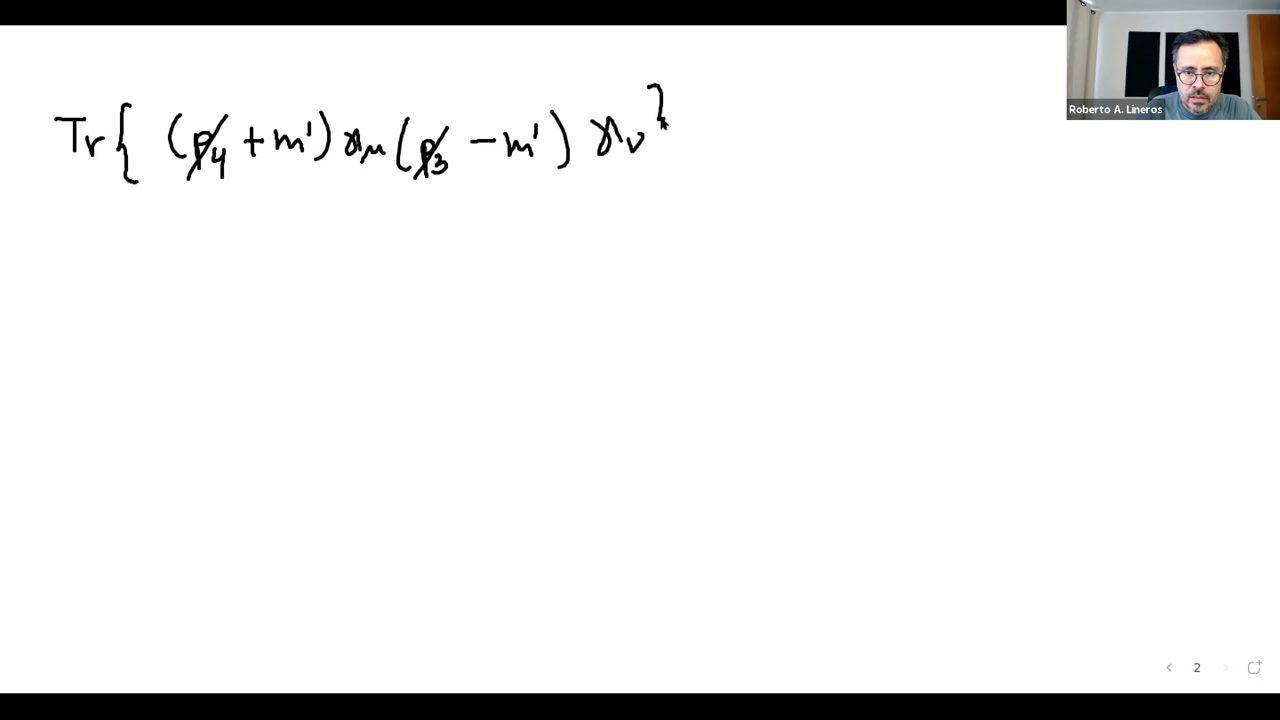 Roberto A. Lineros
Tr{ (p̸₄ + m') γμ (p̸₃ - m') γν }
2